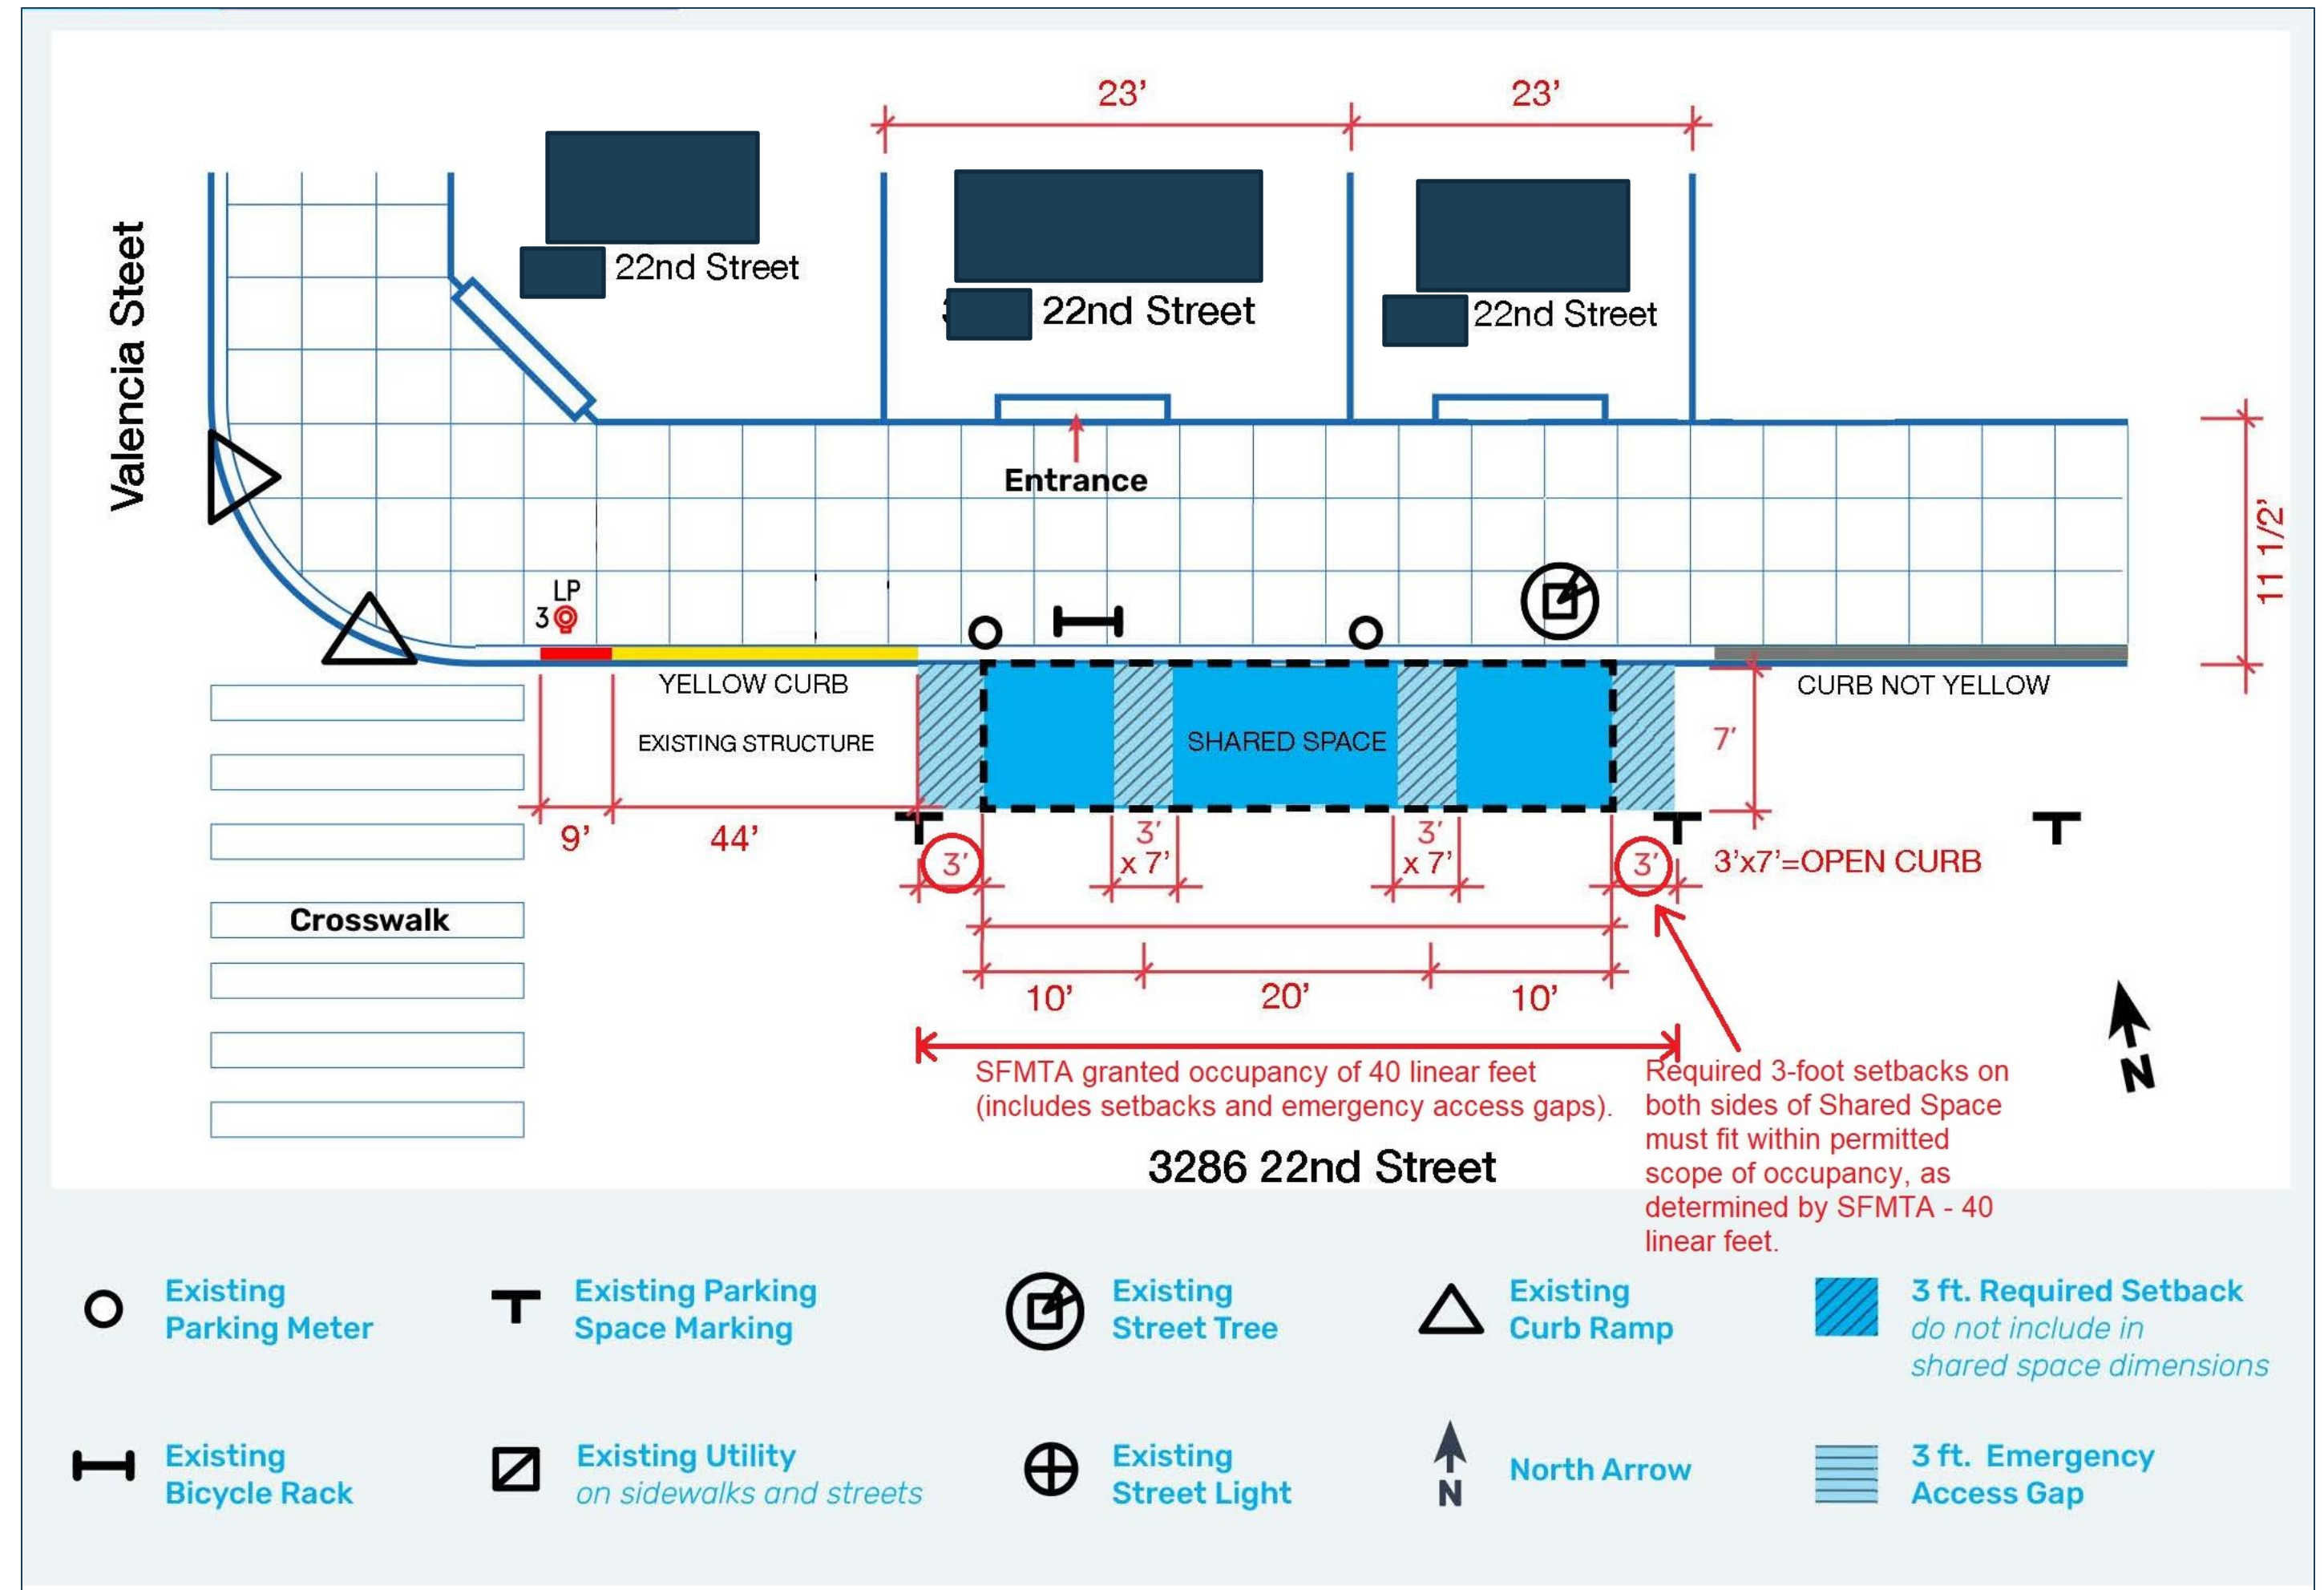 23'
23'
Valencia Steet
22nd Street
22nd Street
22nd Street
Entrance
11 1/2'
LP
3
YELLOW CURB
EXISTING STRUCTURE
SHARED SPACE
CURB NOT YELLOW
7'
9'
44'
3'
3'
x 7'
3'
x 7'
3'
3'x7'=OPEN CURB
Crosswalk
10'
20'
10'
SFMTA granted occupancy of 40 linear feet
(includes setbacks and emergency access gaps).
Required 3-foot setbacks on
both sides of Shared Space
must fit within permitted
scope of occupancy, as
determined by SFMTA - 40
linear feet.
N
3286 22nd Street
Existing
Parking Meter
Existing Parking
Space Marking
Existing
Street Tree
Existing
Curb Ramp
3 ft. Required Setback
do not include in
shared space dimensions
Existing
Bicycle Rack
Existing Utility
on sidewalks and streets
Existing
Street Light
N
North Arrow
3 ft. Emergency
Access Gap